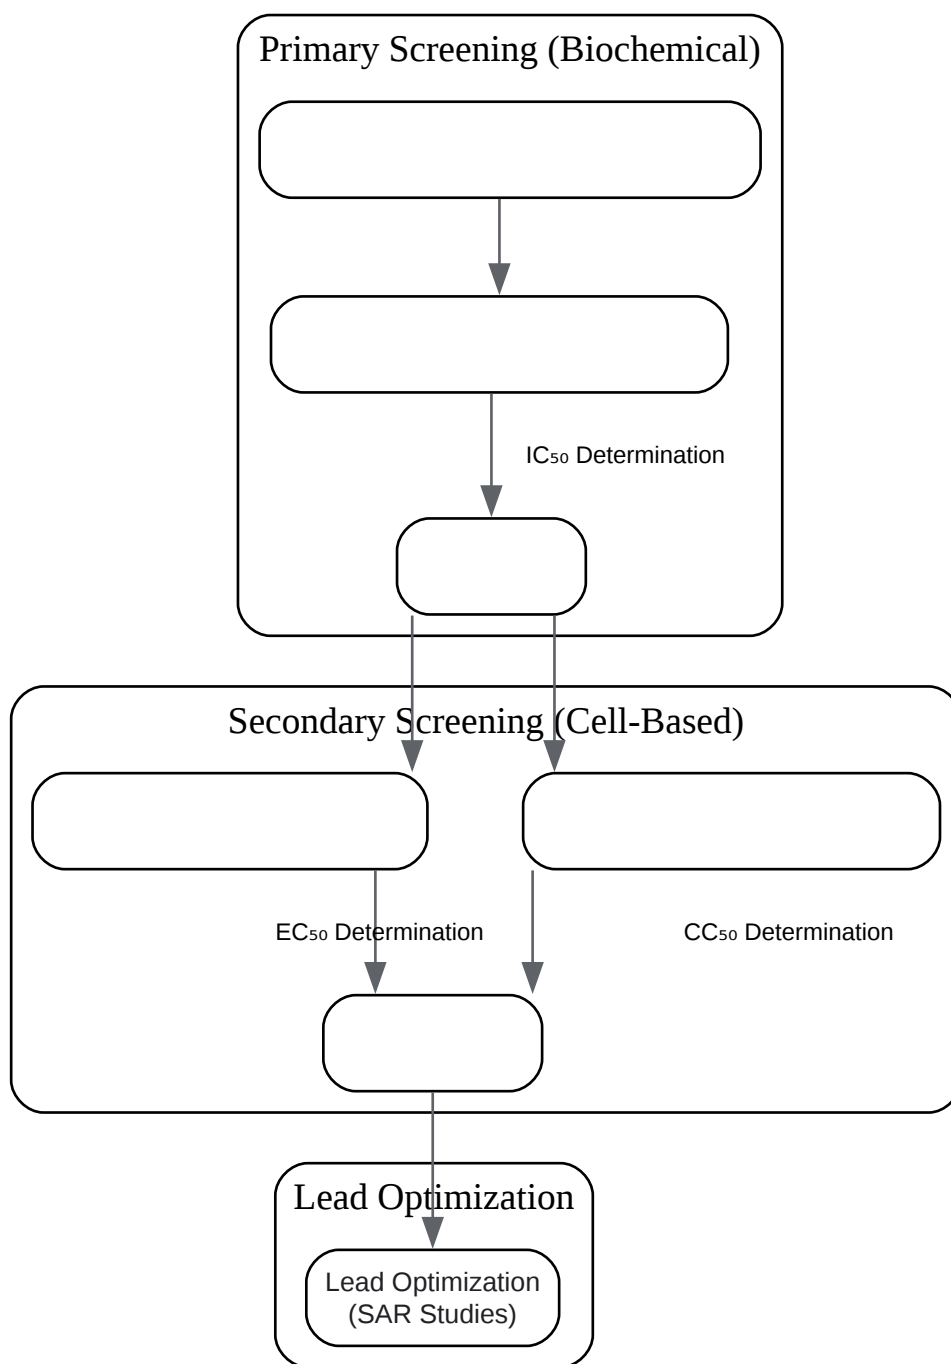 Primary Screening (Biochemical)
IC₅₀ Determination
Secondary Screening (Cell-Based)
EC₅₀ Determination
CC₅₀ Determination
Lead Optimization
Lead Optimization
(SAR Studies)